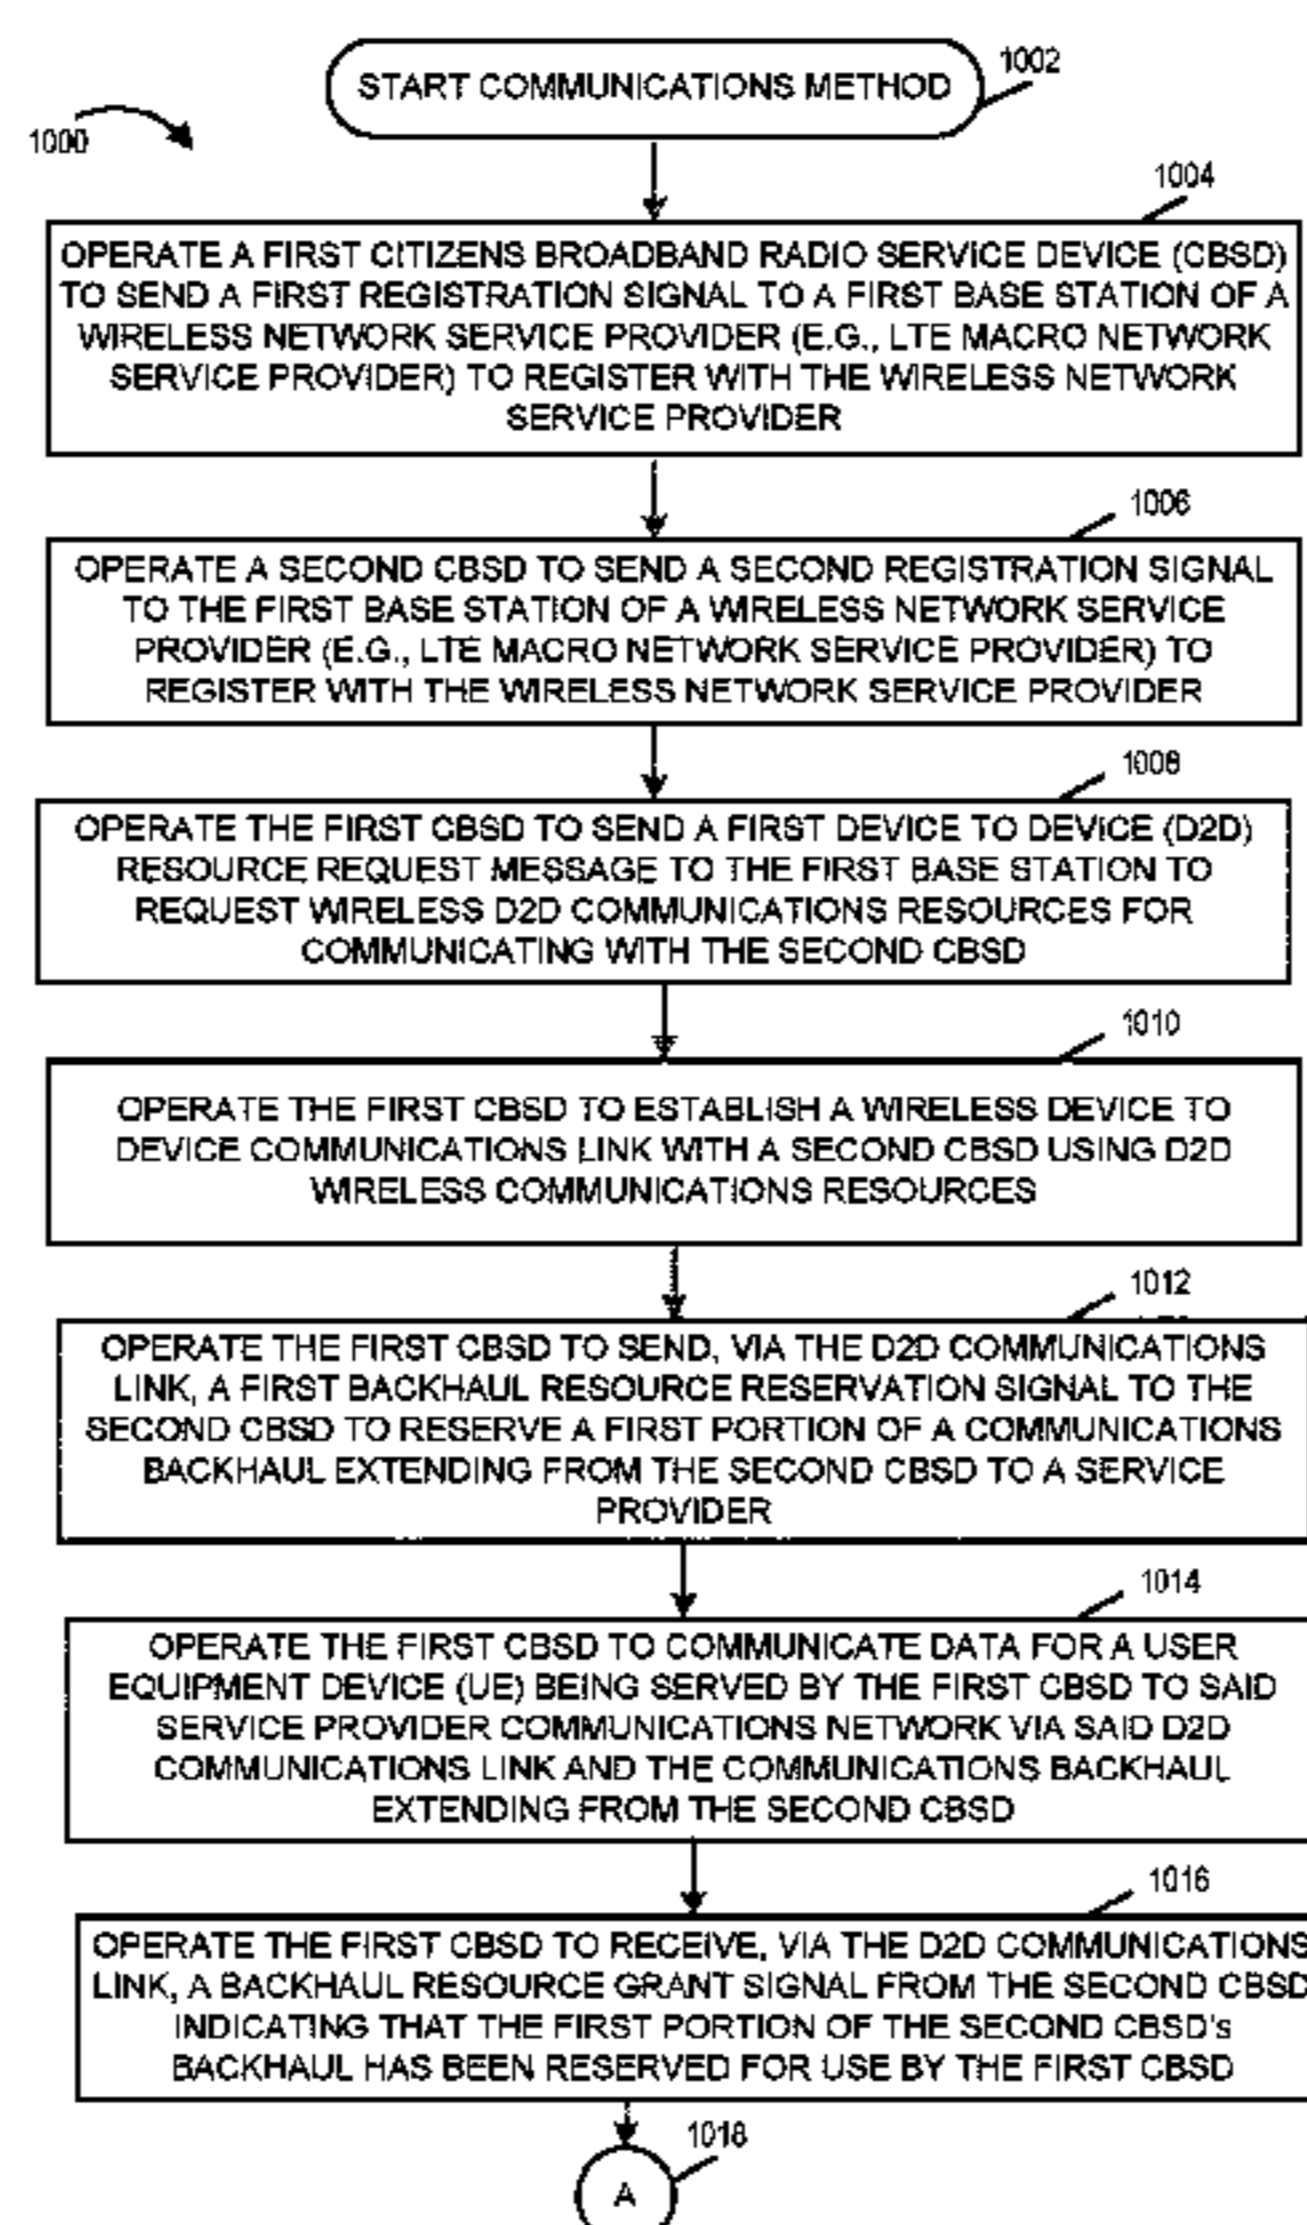 START COMMUNICATIONS METHOD
1002
1000
1004
OPERATE A FIRST CITIZENS BROADBAND RADIO SERVICE DEVICE (CBSD)
TO SEND A FIRST REGISTRATION SIGNAL TO A FIRST BASE STATION OF A
WIRELESS NETWORK SERVICE PROVIDER (E.G., LTE MACRO NETWORK
SERVICE PROVIDER) TO REGISTER WITH THE WIRELESS NETWORK
SERVICE PROVIDER
1006
OPERATE A SECOND CBSD TO SEND A SECOND REGISTRATION SIGNAL
TO THE FIRST BASE STATION OF A WIRELESS NETWORK SERVICE
PROVIDER (E.G., LTE MACRO NETWORK SERVICE PROVIDER) TO
REGISTER WITH THE WIRELESS NETWORK SERVICE PROVIDER
1008
OPERATE THE FIRST CBSD TO SEND A FIRST DEVICE TO DEVICE (D2D)
RESOURCE REQUEST MESSAGE TO THE FIRST BASE STATION TO
REQUEST WIRELESS D2D COMMUNICATIONS RESOURCES FOR
COMMUNICATING WITH THE SECOND CBSD
1010
OPERATE THE FIRST CBSD TO ESTABLISH A WIRELESS DEVICE TO
DEVICE COMMUNICATIONS LINK WITH A SECOND CBSD USING D2D
WIRELESS COMMUNICATIONS RESOURCES
1012
OPERATE THE FIRST CBSD TO SEND, VIA THE D2D COMMUNICATIONS
LINK, A FIRST BACKHAUL RESOURCE RESERVATION SIGNAL TO THE
SECOND CBSD TO RESERVE A FIRST PORTION OF A COMMUNICATIONS
BACKHAUL EXTENDING FROM THE SECOND CBSD TO A SERVICE
PROVIDER
1014
OPERATE THE FIRST CBSD TO COMMUNICATE DATA FOR A USER
EQUIPMENT DEVICE (UE) BEING SERVED BY THE FIRST CBSD TO SAID
SERVICE PROVIDER COMMUNICATIONS NETWORK VIA SAID D2D
COMMUNICATIONS LINK AND THE COMMUNICATIONS BACKHAUL
EXTENDING FROM THE SECOND CBSD
1016
OPERATE THE FIRST CBSD TO RECEIVE, VIA THE D2D COMMUNICATIONS
LINK, A BACKHAUL RESOURCE GRANT SIGNAL FROM THE SECOND CBSD
INDICATING THAT THE FIRST PORTION OF THE SECOND CBSD's
BACKHAUL HAS BEEN RESERVED FOR USE BY THE FIRST CBSD
1018
A